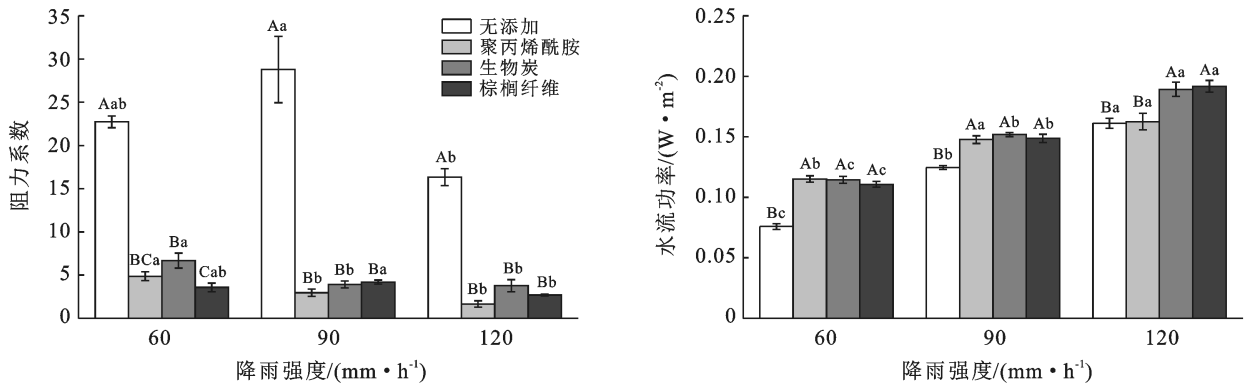 35
30
25
20
15
10
5
0
阻力系数
Aab
BCa
Ba
Cab
Aa
Bb
Bb
Ba
Ab
Bb
Bb
Bb
无添加
聚丙烯酰胺
生物炭
棕榈纤维
60
90
120
降雨强度/(mm·h⁻¹)
0.25
0.20
0.15
0.10
0.05
0
水流功率/(W·m⁻²)
Bc
Ab
Ac
Ac
Bb
Aa
Ab
Ab
Ba
Ba
Aa
Aa
60
90
120
降雨强度/(mm·h⁻¹)